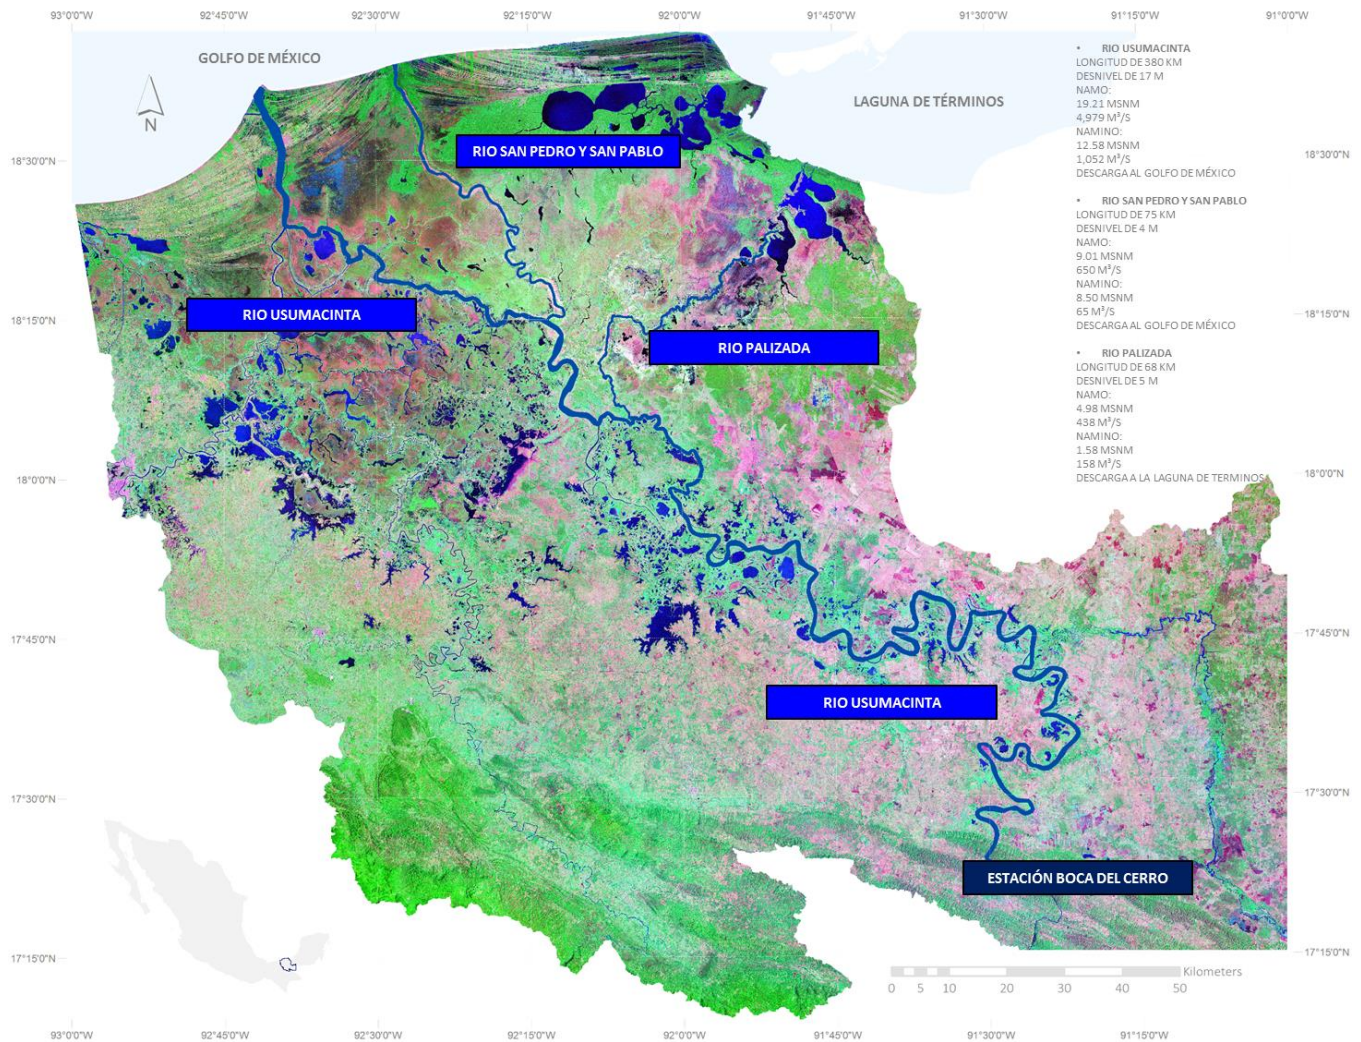 93°0'0"W 92°45'0"W 92°30'0"W 92°15'0"W 92°0'0"W 91°45'0"W 91°30'0"W 91°15'0"W 91°0'0"W
GOLFO DE MÉXICO
N
LAGUNA DE TÉRMINOS
• RIO USUMACINTA
LONGITUD DE 380 KM
DESNIVEL DE 17 M
NAMO:
19.21 MSNM
4,979 M³/S
NAMINO:
12.58 MSNM
1,052 M³/S
DESCARGA AL GOLFO DE MÉXICO
• RIO SAN PEDRO Y SAN PABLO
LONGITUD DE 75 KM
DESNIVEL DE 4 M
NAMO:
9.01 MSNM
650 M³/S
NAMINO:
8.50 MSNM
65 M³/S
DESCARGA AL GOLFO DE MÉXICO
• RIO PALIZADA
LONGITUD DE 68 KM
DESNIVEL DE 5 M
NAMO:
4.98 MSNM
438 M³/S
NAMINO:
1.58 MSNM
158 M³/S
DESCARGA A LA LAGUNA DE TERMINOS
RIO SAN PEDRO Y SAN PABLO
18°30'0"N 18°30'0"N
RIO USUMACINTA
18°15'0"N 18°15'0"N
RIO PALIZADA
18°0'0"N 18°0'0"N
17°45'0"N 17°45'0"N
RIO USUMACINTA
17°30'0"N 17°30'0"N
ESTACIÓN BOCA DEL CERRO
17°15'0"N 17°15'0"N
Kilometers
0 5 10 20 30 40 50
93°0'0"W 92°45'0"W 92°30'0"W 92°15'0"W 92°0'0"W 91°45'0"W 91°30'0"W 91°15'0"W